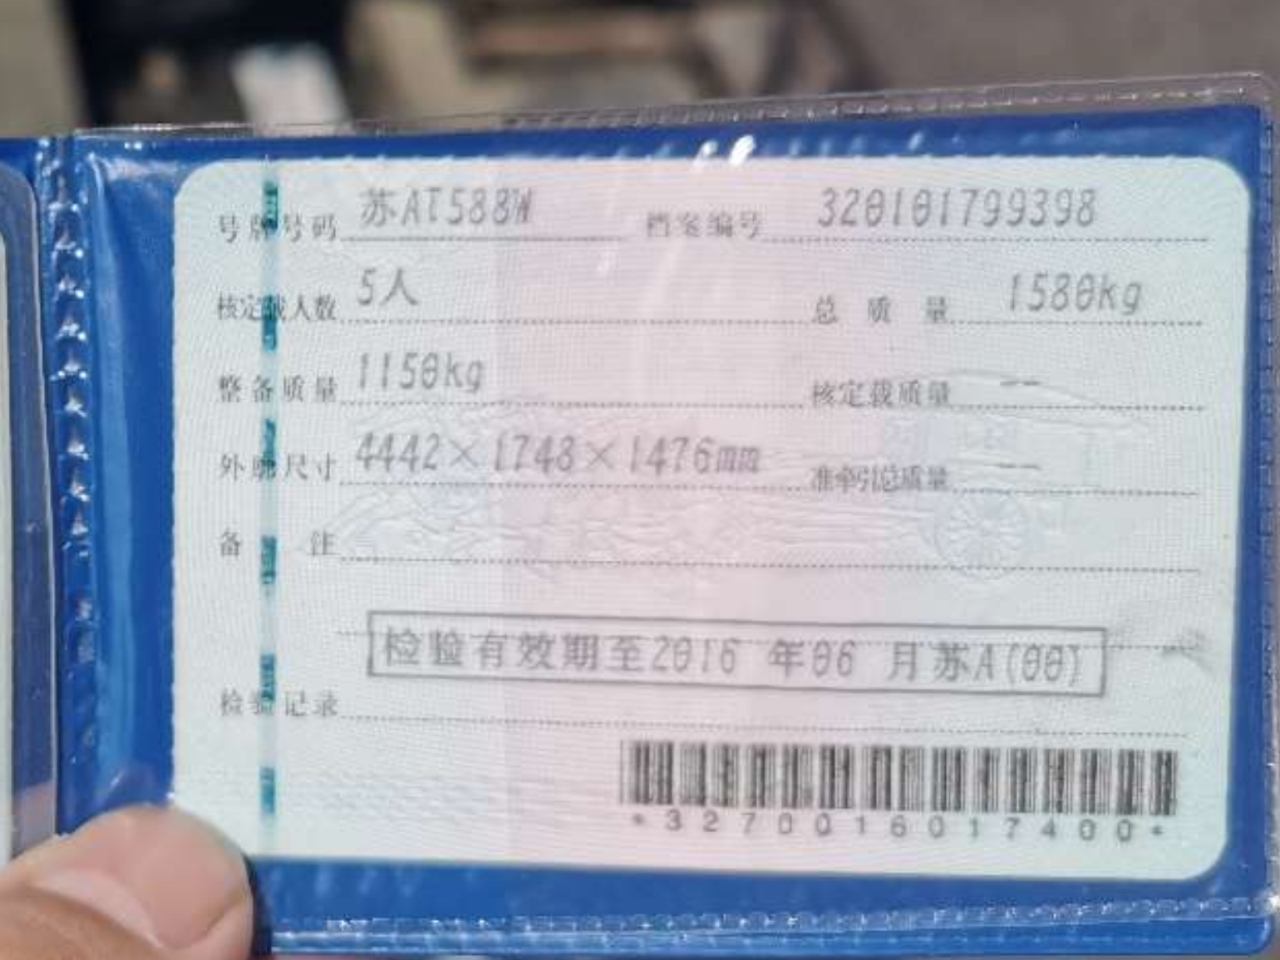 号牌号码 苏AT588W 档案编号 320101799398
核定载人数 5人 总质量 1580kg
整备质量 1150kg 核定载质量 --
外廓尺寸 4442×1748×1476mm 准牵引总质量 --
备注
检验有效期至2016 年06 月苏A(00)
检验记录
*3270016017400*